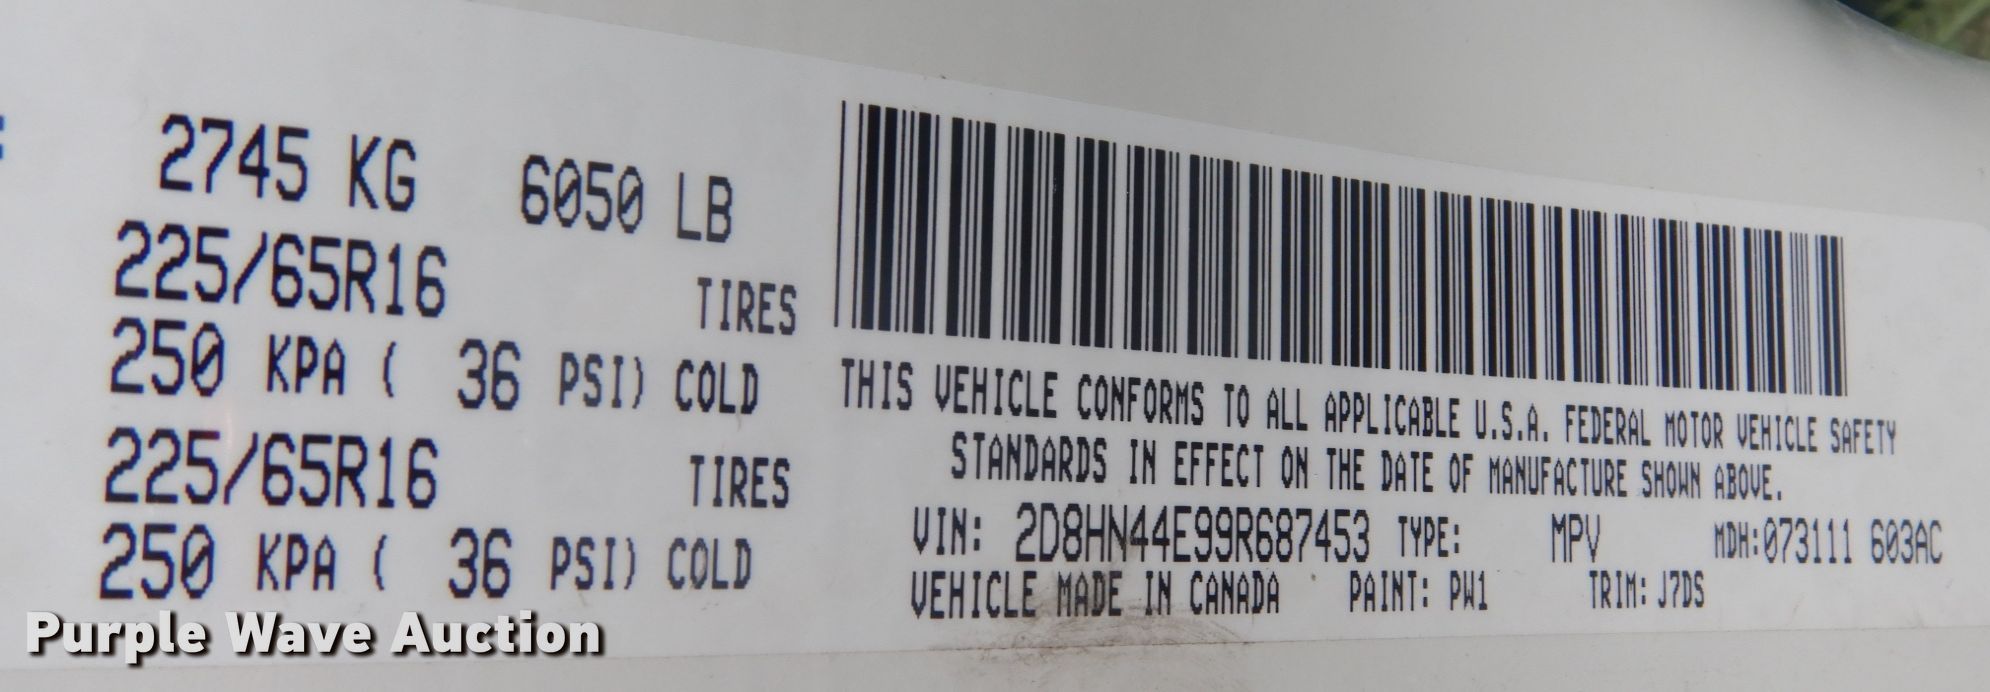 2745 KG 6050 LB
225/65R16 TIRES
250 KPA ( 36 PSI) COLD
225/65R16 TIRES
250 KPA ( 36 PSI) COLD
THIS VEHICLE CONFORMS TO ALL APPLICABLE U.S.A. FEDERAL MOTOR VEHICLE SAFETY
STANDARDS IN EFFECT ON THE DATE OF MANUFACTURE SHOWN ABOVE.
VIN: 2D8HN44E99R687453 TYPE: MPV MDH:073111 603AC
VEHICLE MADE IN CANADA PAINT: PW1 TRIM: J7DS
Purple Wave Auction